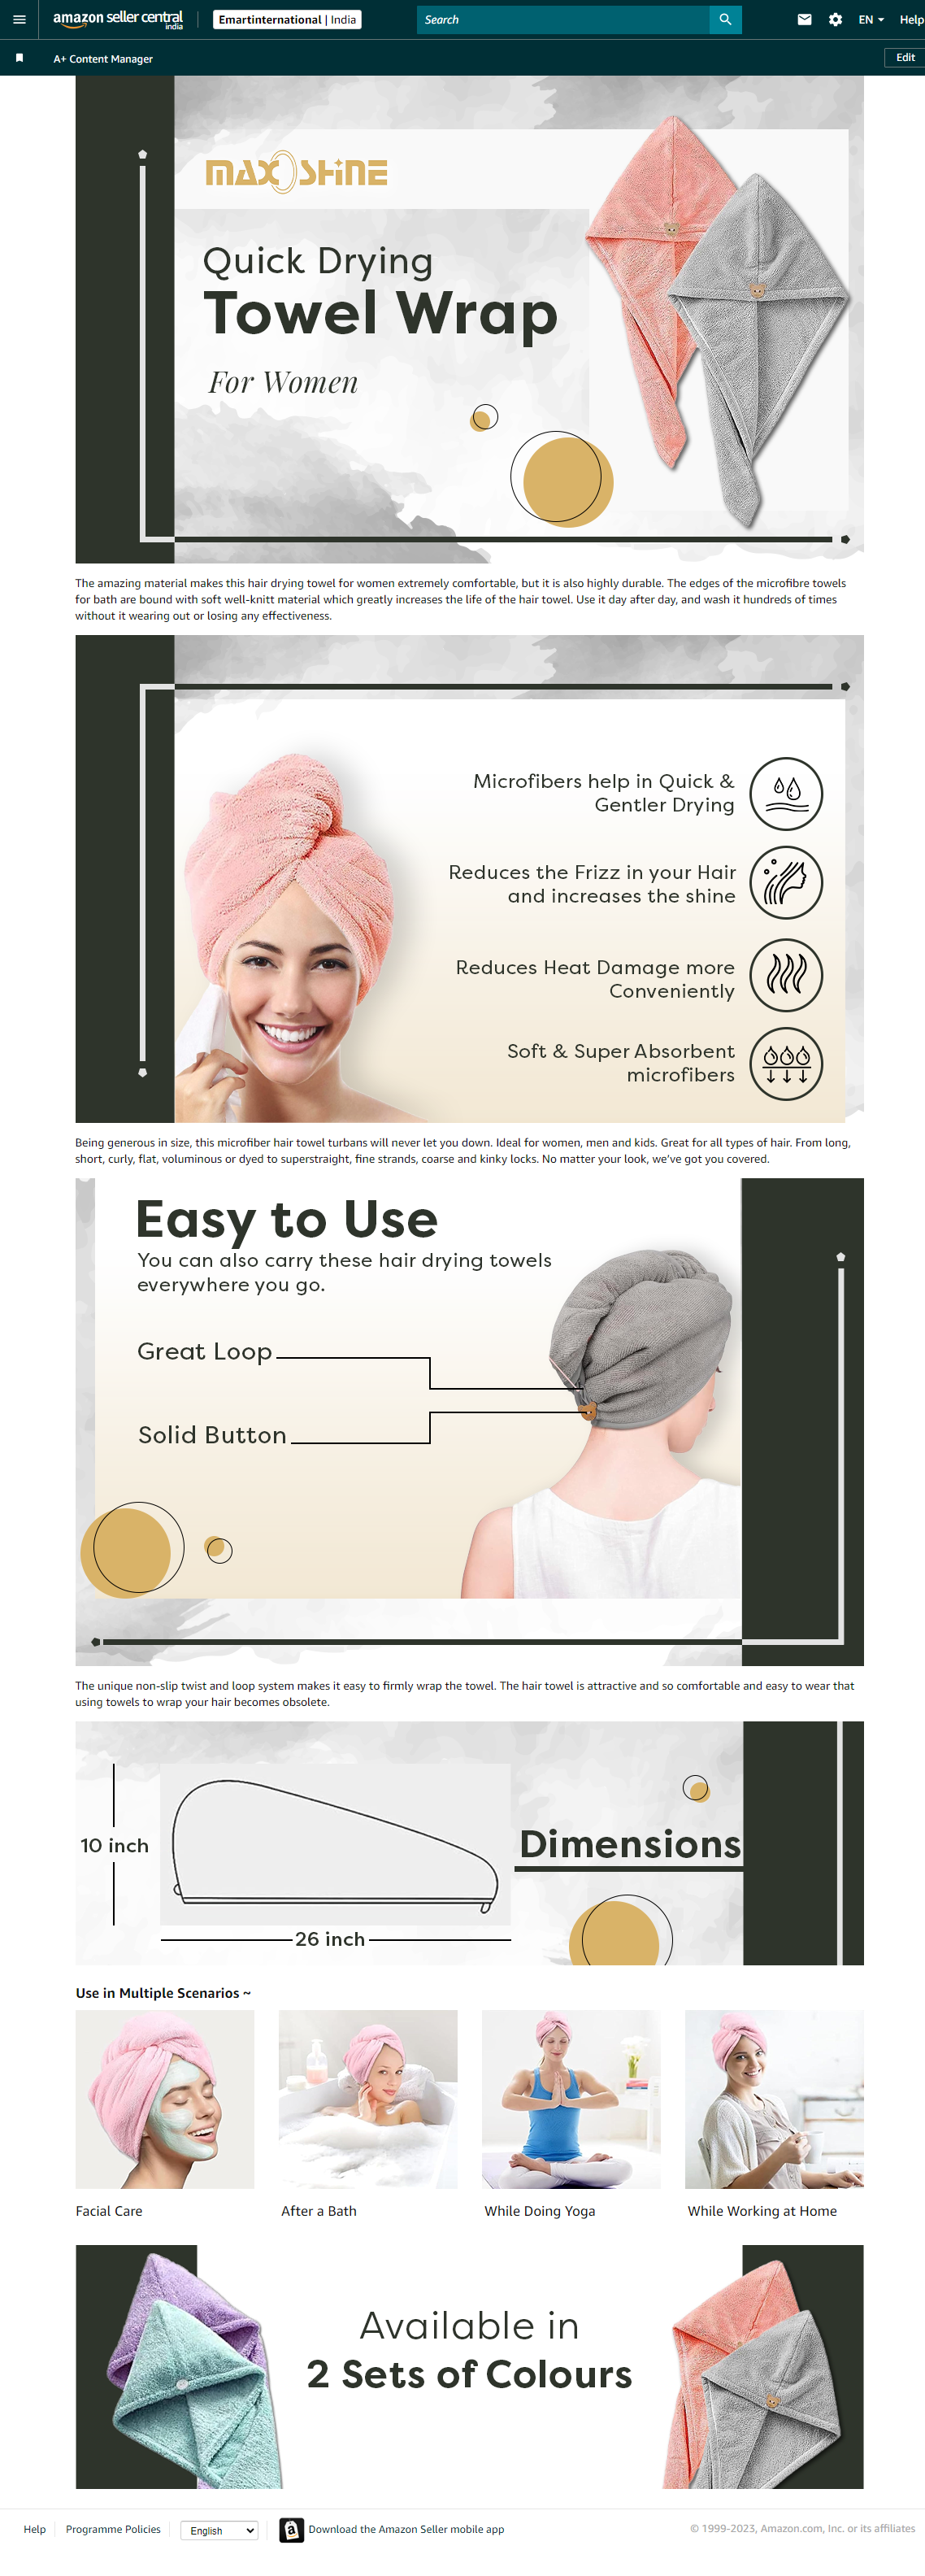 amazon seller central
india
Emartinternational | India
Search
EN
Help
A+ Content Manager
Edit
MAXOSHINE
Quick Drying
Towel Wrap
For Women
The amazing material makes this hair drying towel for women extremely comfortable, but it is also highly durable. The edges of the microfibre towels
for bath are bound with soft well-knitt material which greatly increases the life of the hair towel. Use it day after day, and wash it hundreds of times
without it wearing out or losing any effectiveness.
Microfibers help in Quick &
Gentler Drying
Reduces the Frizz in your Hair
and increases the shine
Reduces Heat Damage more
Conveniently
Soft & Super Absorbent
microfibers
Being generous in size, this microfiber hair towel turbans will never let you down. Ideal for women, men and kids. Great for all types of hair. From long,
short, curly, flat, voluminous or dyed to superstraight, fine strands, coarse and kinky locks. No matter your look, we've got you covered.
Easy to Use
You can also carry these hair drying towels
everywhere you go.
Great Loop
Solid Button
The unique non-slip twist and loop system makes it easy to firmly wrap the towel. The hair towel is attractive and so comfortable and easy to wear that
using towels to wrap your hair becomes obsolete.
10 inch
Dimensions
26 inch
Use in Multiple Scenarios ~
Facial Care
After a Bath
While Doing Yoga
While Working at Home
Available in
2 Sets of Colours
Help
Programme Policies
English
Download the Amazon Seller mobile app
© 1999-2023, Amazon.com, Inc. or its affiliates